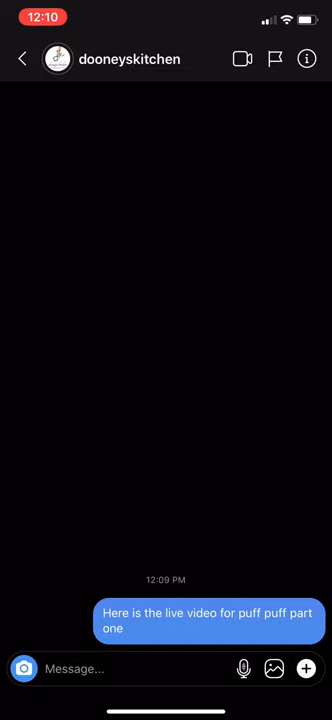 12:10
dooneyskitchen
12:09 PM
Here is the live video for puff puff part
one
Message...